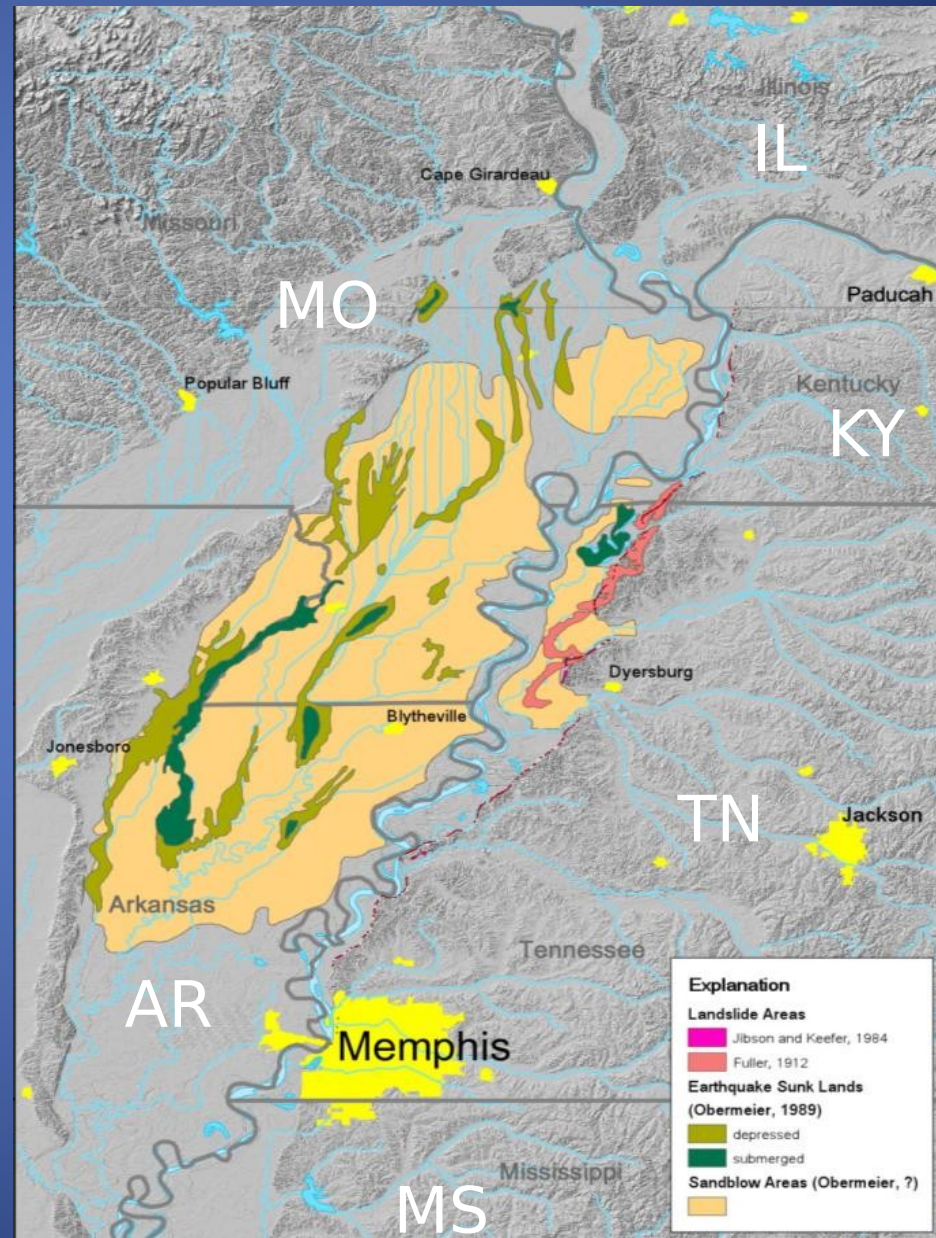 Illinois
IL
Cape Girardeau
Missouri
MO
Paducah
Popular Bluff
Kentucky
KY
Dyersburg
Blytheville
Jonesboro
TN
Jackson
Arkansas
Tennessee
AR
Memphis
Mississippi
MS
Explanation
Landslide Areas
Jibson and Keefer, 1984
Fuller, 1912
Earthquake Sunk Lands
(Obermeier, 1989)
depressed
submerged
Sandblow Areas (Obermeier, ?)